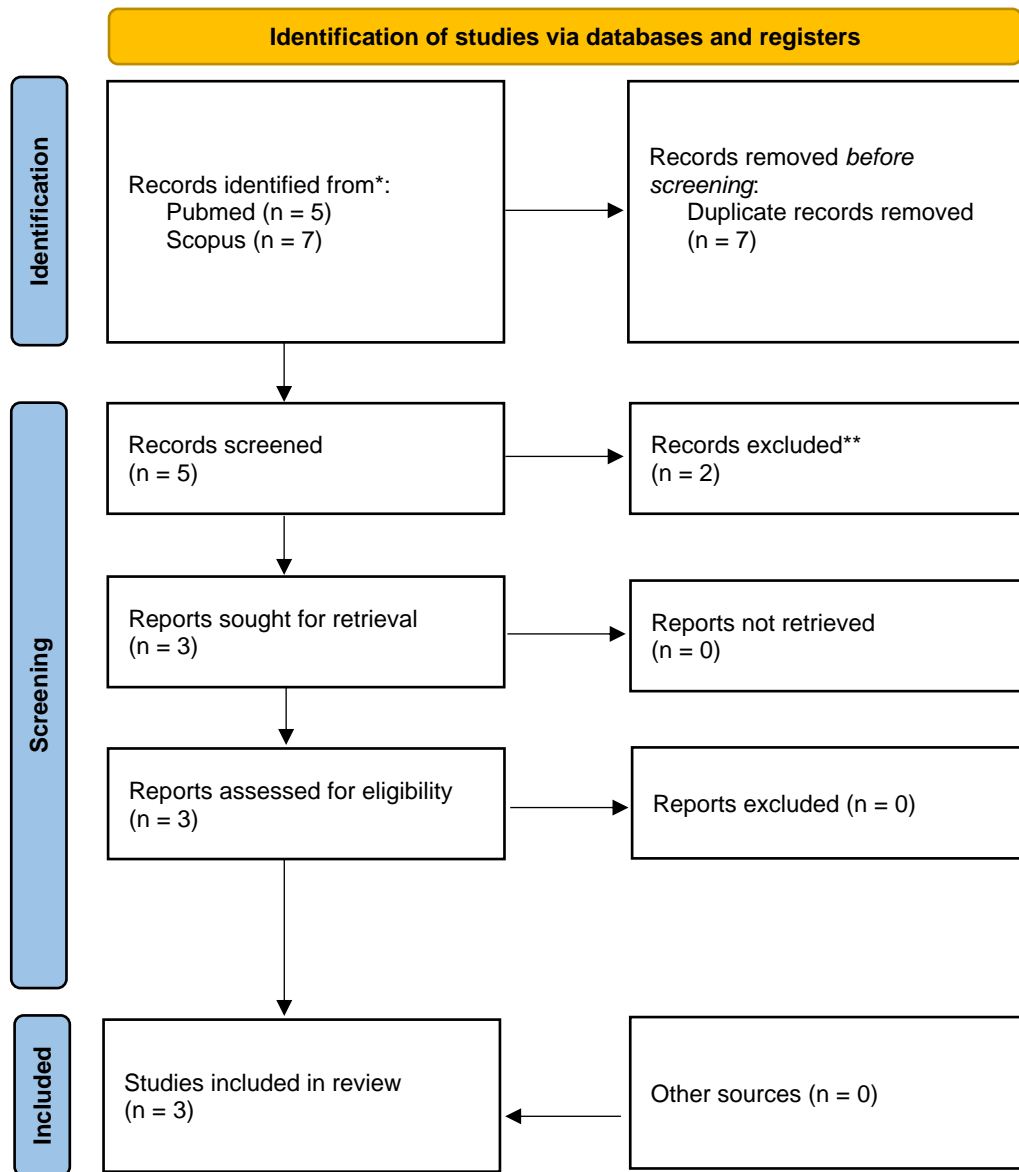 Identification of studies via databases and registers
Identification
Records identified from*:
Pubmed (n = 5)
Scopus (n = 7)
Records removed before
screening:
Duplicate records removed
(n = 7)
Screening
Records screened
(n = 5)
Records excluded**
(n = 2)
Reports sought for retrieval
(n = 3)
Reports not retrieved
(n = 0)
Reports assessed for eligibility
(n = 3)
Reports excluded (n = 0)
Included
Studies included in review
(n = 3)
Other sources (n = 0)